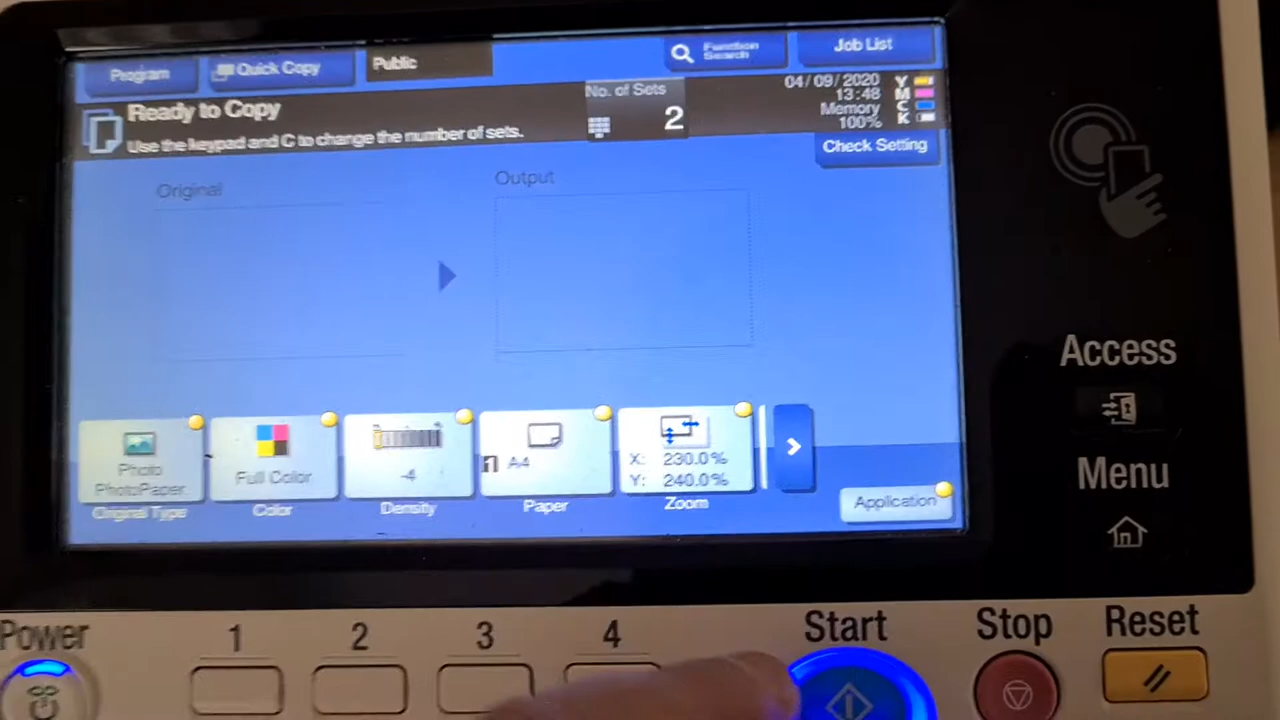 Program
Quick Copy
Public
Function Search
Job List
Ready to Copy
Use the keypad and C to change the number of sets.
No. of Sets
2
04/09/2020
13:48
Memory
100%
Y
M
C
K
Check Setting
Original
Output
Photo
PhotoPaper
Original Type
Full Color
Color
-4
Density
1 A4
Paper
X: 230.0%
Y: 240.0%
Zoom
Application
Access
Menu
Power
1
2
3
4
Start
Stop
Reset